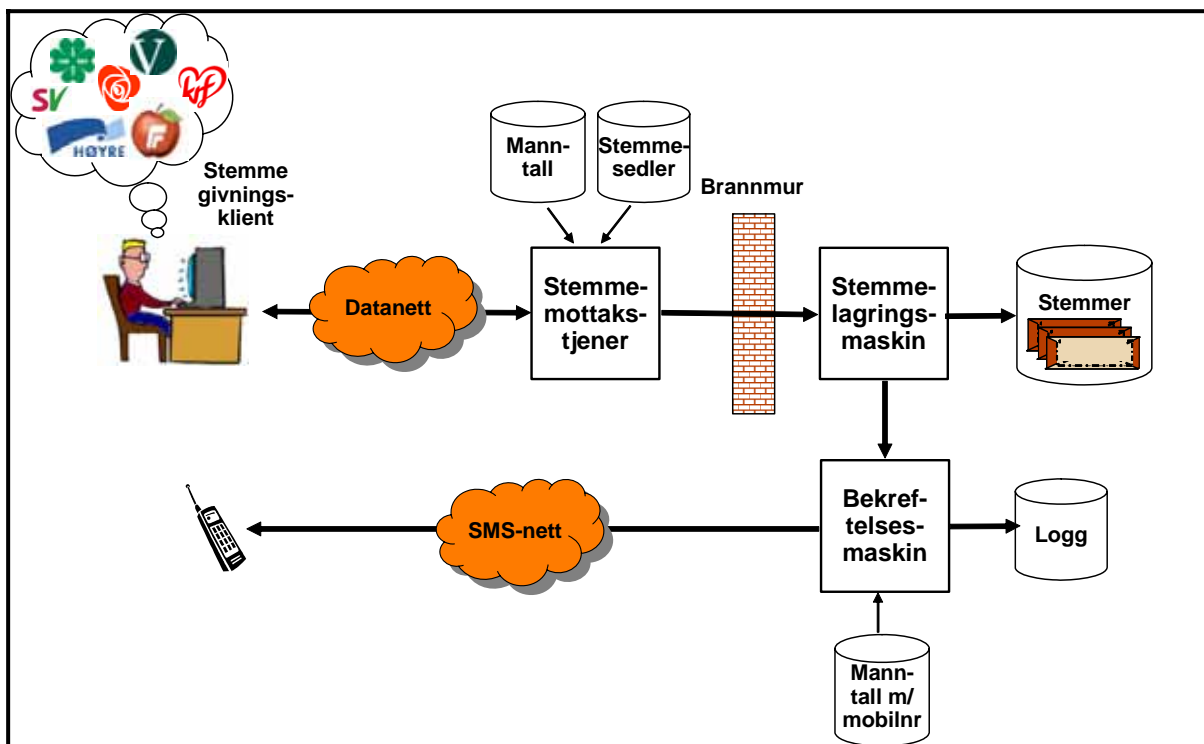 V
SV
krf
HØYRE
F
Stemme
givnings-
klient
Mann-
tall
Stemme-
sedler
Brannmur
Datanett
Stemme-
mottaks-
tjener
Stemme-
lagrings-
maskin
Stemmer
SMS-nett
Bekref-
telses-
maskin
Logg
Mann-
tall m/
mobilnr